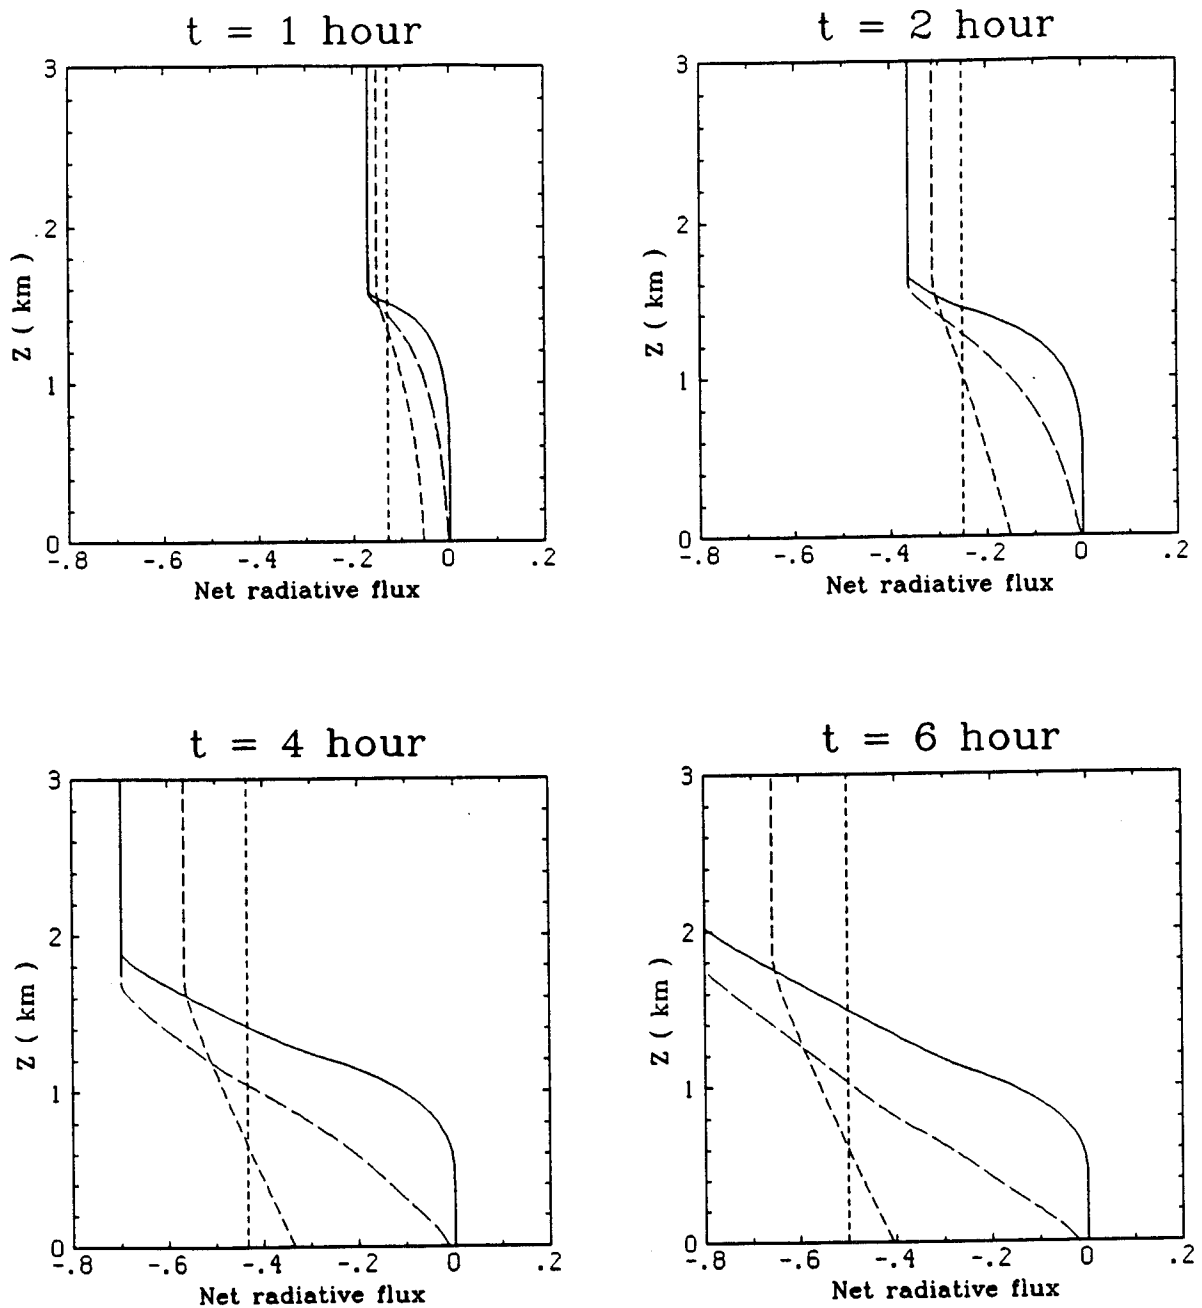 t = 1 hour
3
2
1
0
Z ( km )
-.8 -.6 -.4 -.2 0 .2
Net radiative flux
t = 2 hour
3
2
1
0
Z ( km )
-.8 -.6 -.4 -.2 0 .2
Net radiative flux
t = 4 hour
3
2
1
0
Z ( km )
-.8 -.6 -.4 -.2 0 .2
Net radiative flux
t = 6 hour
3
2
1
0
Z ( km )
-.8 -.6 -.4 -.2 0 .2
Net radiative flux